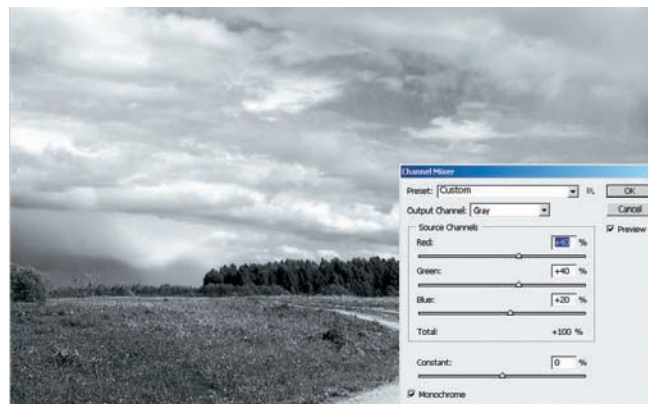 Channel Mixer
Preset: Custom OK
Output Channel: Gray Cancel
Source Channels Preview
Red: +40 %
Green: +40 %
Blue: +20 %
Total: +100 %
Constant: 0 %
Monochrome